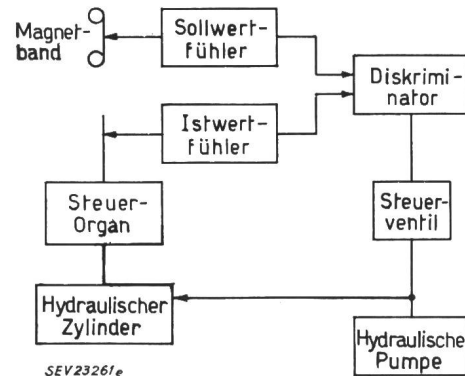 Magnet-
band
Sollwert-
fühler
Diskrimi-
nator
Istwert-
fühler
Steuer-
Organ
Steuer-
ventil
Hydraulischer
Zylinder
Hydraulische
Pumpe
SEV23261e